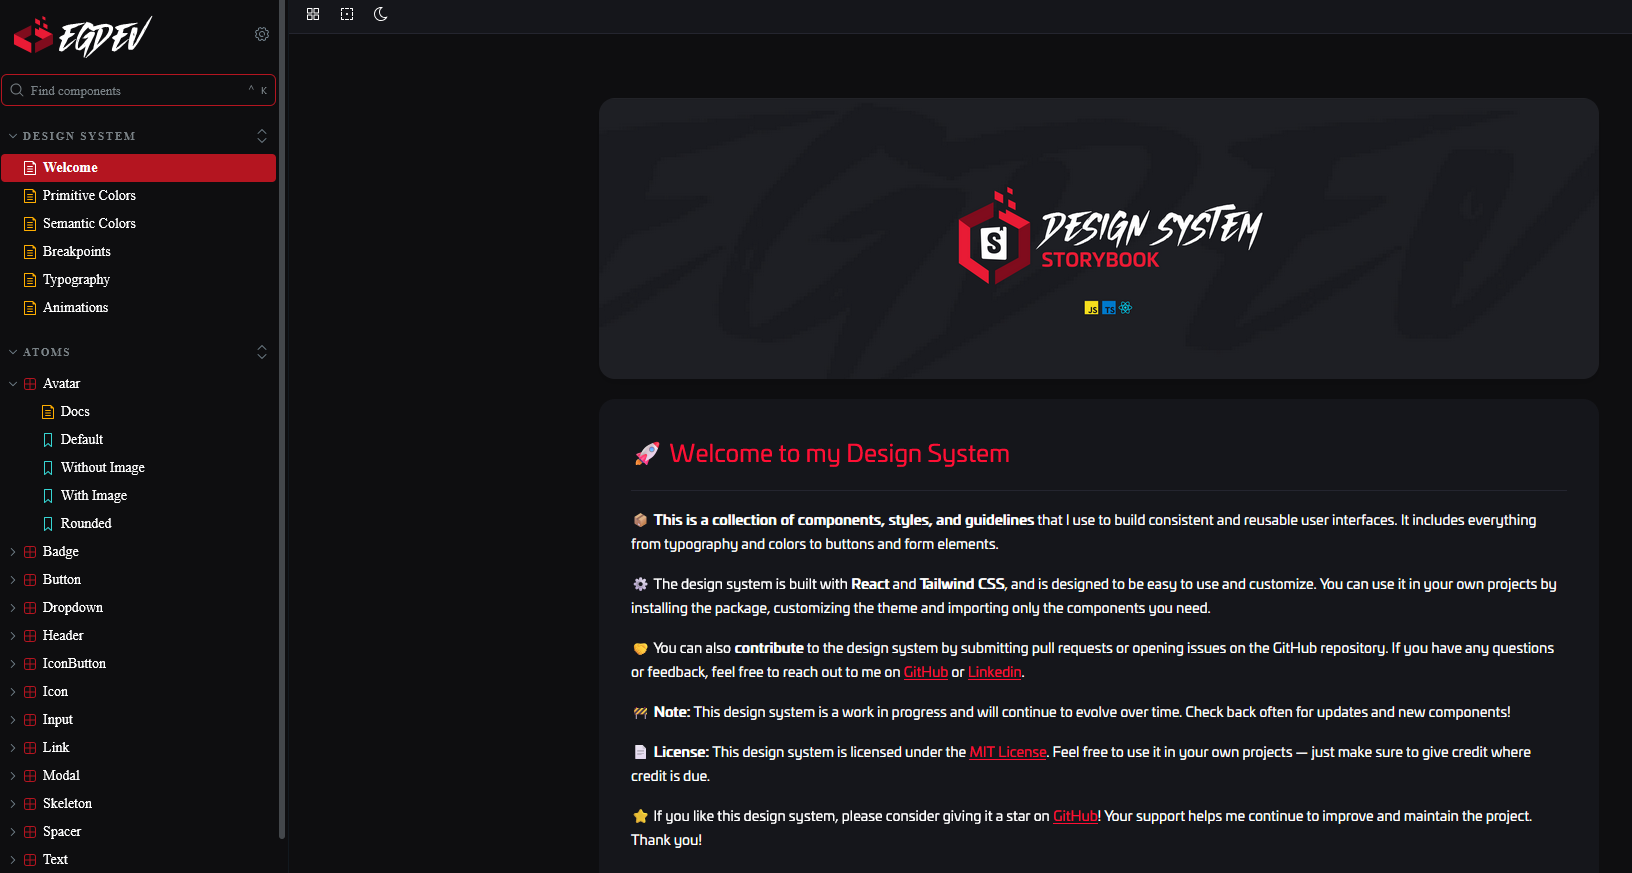 EGDEV
Find components ^ K
DESIGN SYSTEM
Welcome
Primitive Colors
Semantic Colors
Breakpoints
Typography
Animations
ATOMS
Avatar
Docs
Default
Without Image
With Image
Rounded
Badge
Button
Dropdown
Header
IconButton
Icon
Input
Link
Modal
Skeleton
Spacer
Text
EGDEV
S
DESIGN SYSTEM
STORYBOOK
JS TS
🚀 Welcome to my Design System
📦 This is a collection of components, styles, and guidelines that I use to build consistent and reusable user interfaces. It includes everything
from typography and colors to buttons and form elements.
⚙️ The design system is built with React and Tailwind CSS, and is designed to be easy to use and customize. You can use it in your own projects by
installing the package, customizing the theme and importing only the components you need.
🤝 You can also contribute to the design system by submitting pull requests or opening issues on the GitHub repository. If you have any questions
or feedback, feel free to reach out to me on GitHub or Linkedin.
🚧 Note: This design system is a work in progress and will continue to evolve over time. Check back often for updates and new components!
📄 License: This design system is licensed under the MIT License. Feel free to use it in your own projects — just make sure to give credit where
credit is due.
⭐ If you like this design system, please consider giving it a star on GitHub! Your support helps me continue to improve and maintain the project.
Thank you!